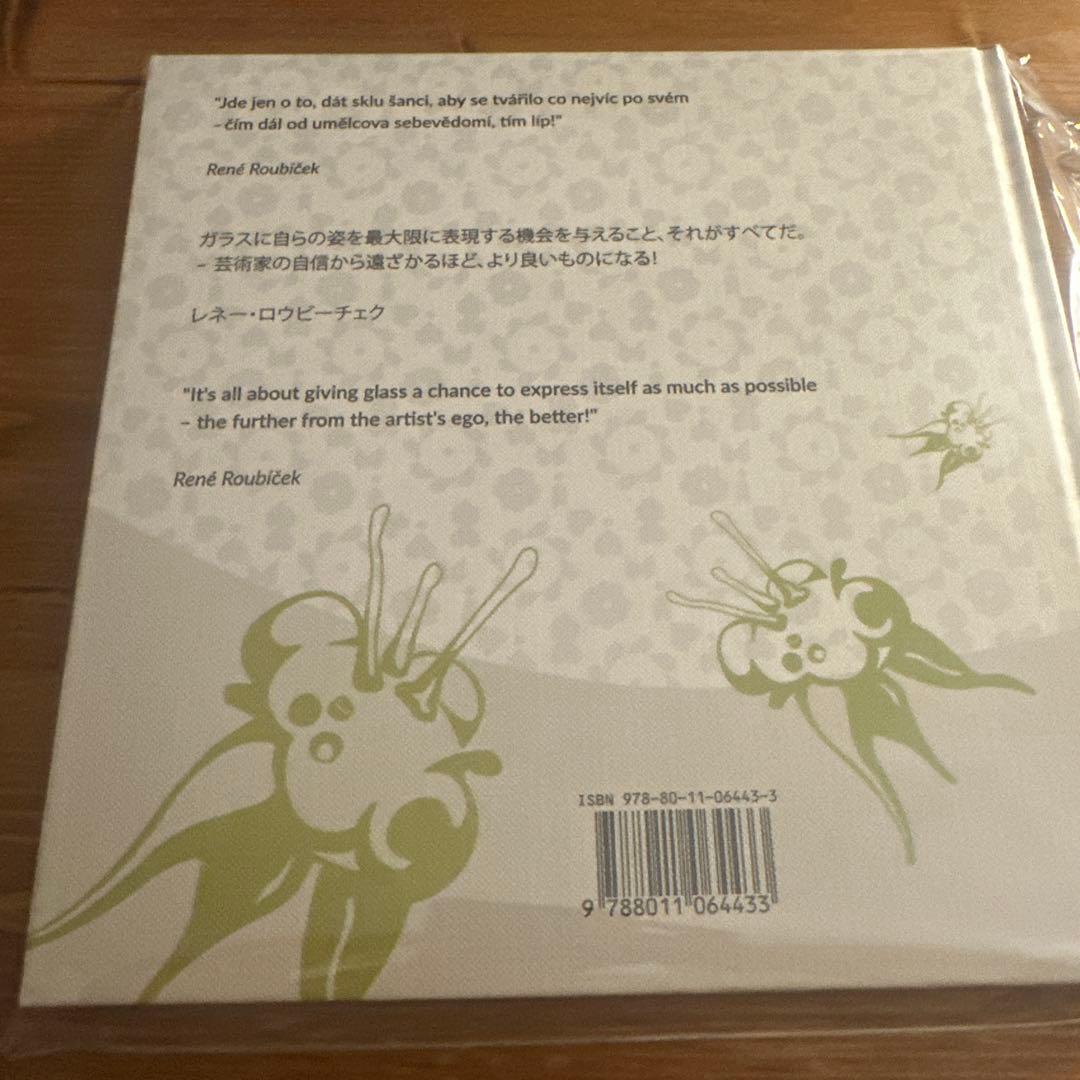 "Jde jen o to, dát sklu šanci, aby se tvářilo co nejvíc po svém
– čím dál od umělcova sebevědomí, tím líp!"
René Roubíček
ガラスに自らの姿を最大限に表現する機会を与えること、それがすべてだ。
– 芸術家の自信から遠ざかるほど、より良いものになる!
レネー・ロウビーチェク
"It's all about giving glass a chance to express itself as much as possible
– the further from the artist's ego, the better!"
René Roubíček
ISBN 978-80-11-06443-3
9 788011 064433